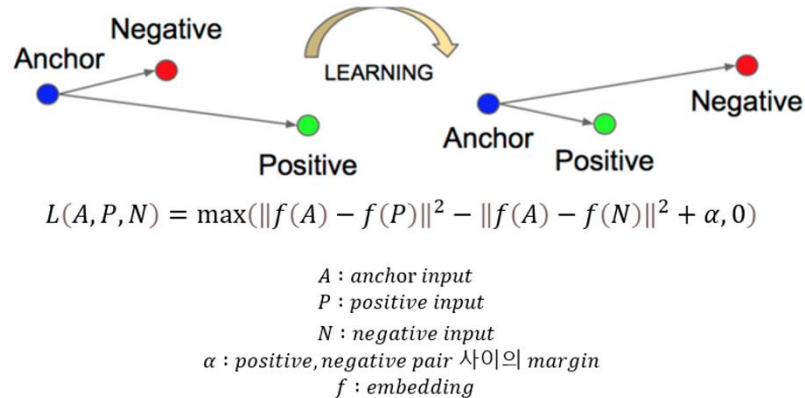 Negative
Anchor
LEARNING
Positive
Anchor
Positive
Negative
L(A, P, N) = max(‖f(A) − f(P)‖² − ‖f(A) − f(N)‖² + α, 0)
A : anchor input
P : positive input
N : negative input
α : positive, negative pair 사이의 margin
f : embedding